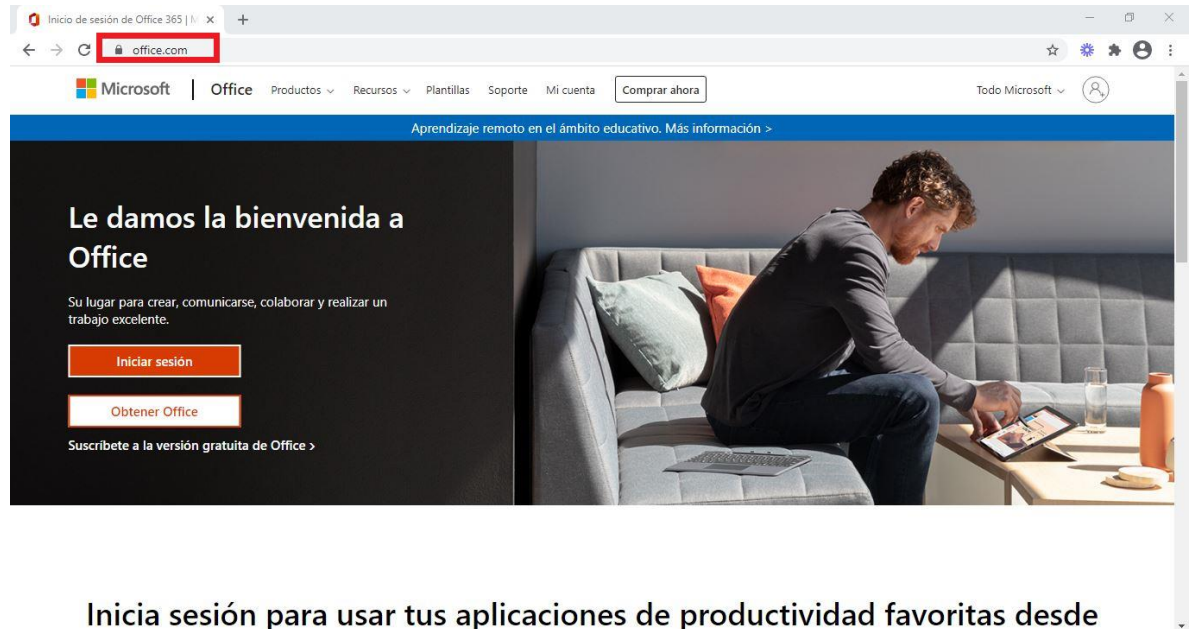 Inicio de sesión de Office 365 | M
office.com
Microsoft | Office Productos Recursos Plantillas Soporte Mi cuenta Comprar ahora Todo Microsoft
Aprendizaje remoto en el ámbito educativo. Más información >
Le damos la bienvenida a
Office
Su lugar para crear, comunicarse, colaborar y realizar un
trabajo excelente.
Iniciar sesión
Obtener Office
Suscríbete a la versión gratuita de Office >
Inicia sesión para usar tus aplicaciones de productividad favoritas desde